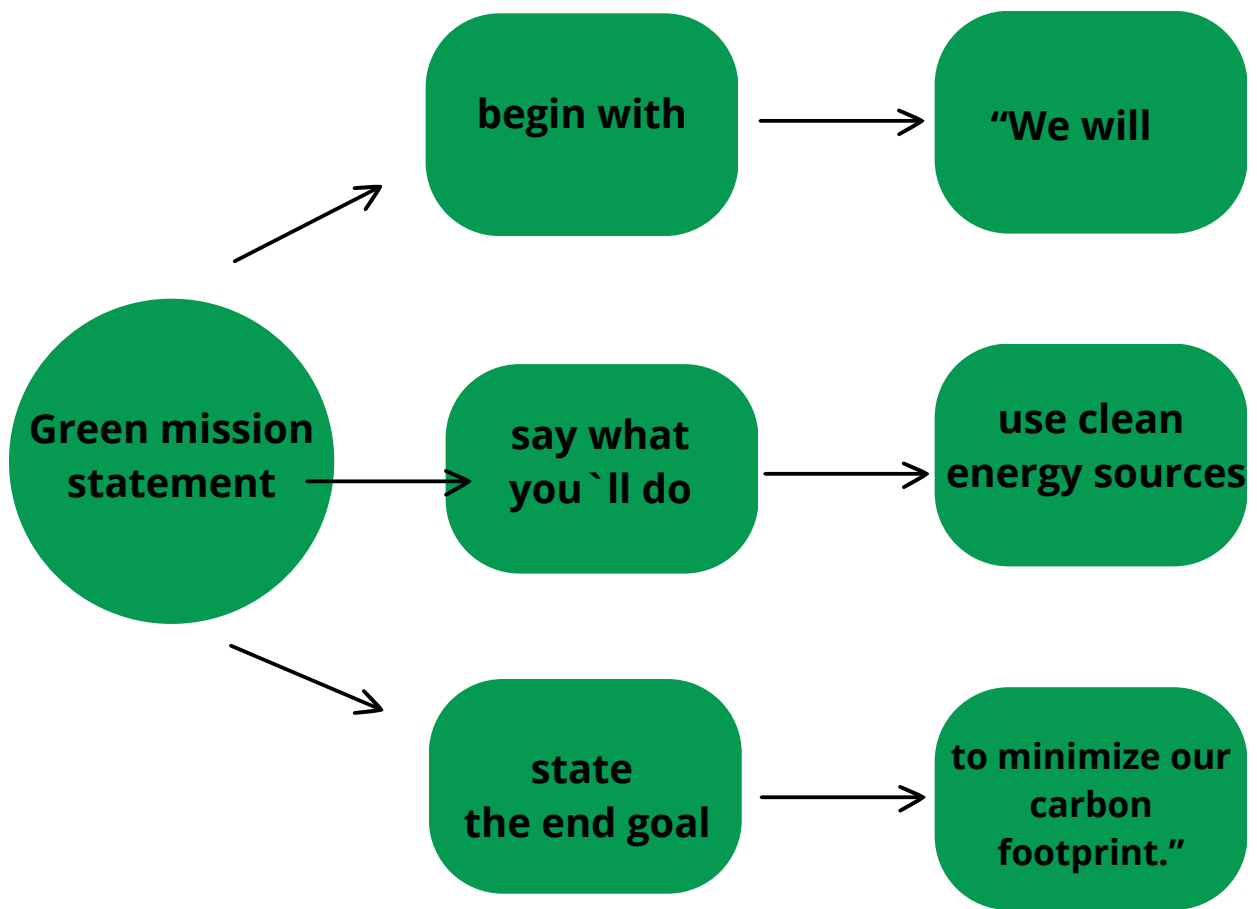 begin with
“We will
Green mission
statement
say what
you`ll do
use clean
energy sources
state
the end goal
to minimize our
carbon
footprint.”